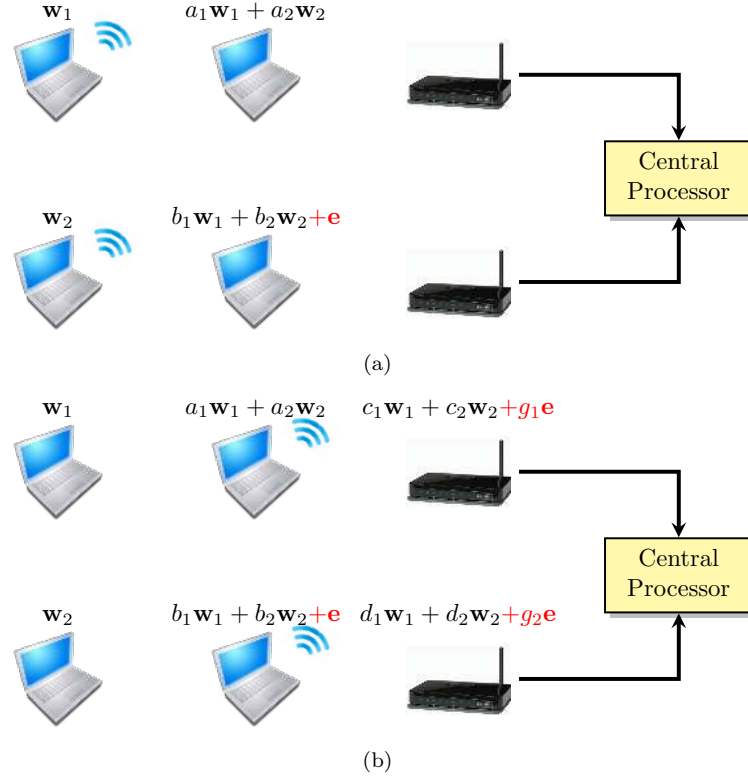 w₁ a₁w₁ + a₂w₂
Central
Processor
w₂ b₁w₁ + b₂w₂+e
(a)
w₁ a₁w₁ + a₂w₂ c₁w₁ + c₂w₂+g₁e
Central
Processor
w₂ b₁w₁ + b₂w₂+e d₁w₁ + d₂w₂+g₂e
(b)